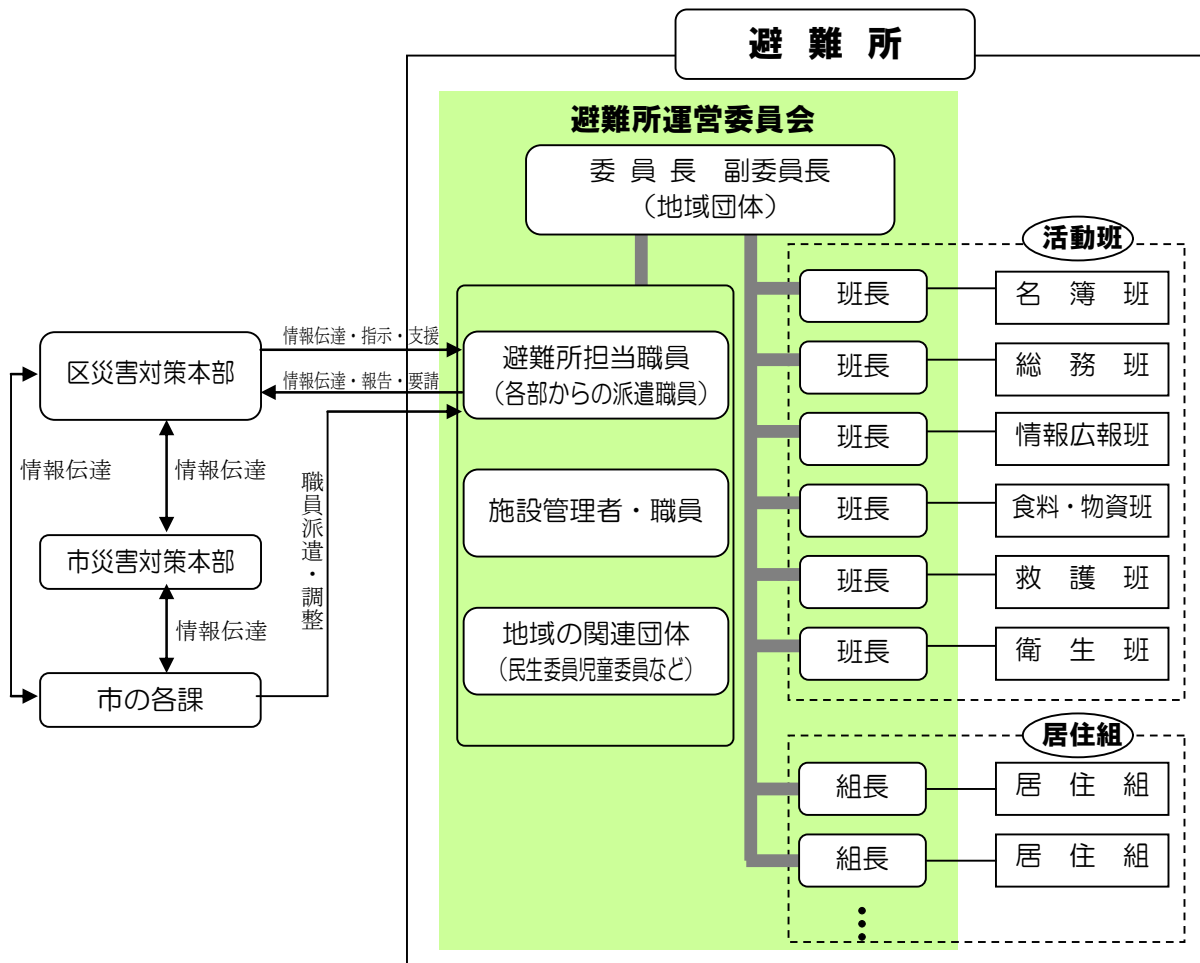 避 難 所
避難所運営委員会
委 員 長 副委員長
（地域団体）
活動班
班長
名 簿 班
班長
総 務 班
班長
情報広報班
班長
食料・物資班
班長
救 護 班
班長
衛 生 班
情報伝達・指示・支援
情報伝達・報告・要請
区災害対策本部
避難所担当職員
（各部からの派遣職員）
情報伝達
情報伝達
職員派遣・調整
施設管理者・職員
市災害対策本部
情報伝達
地域の関連団体
（民生委員児童委員など）
市の各課
居住組
組長
居 住 組
組長
居 住 組
⋮